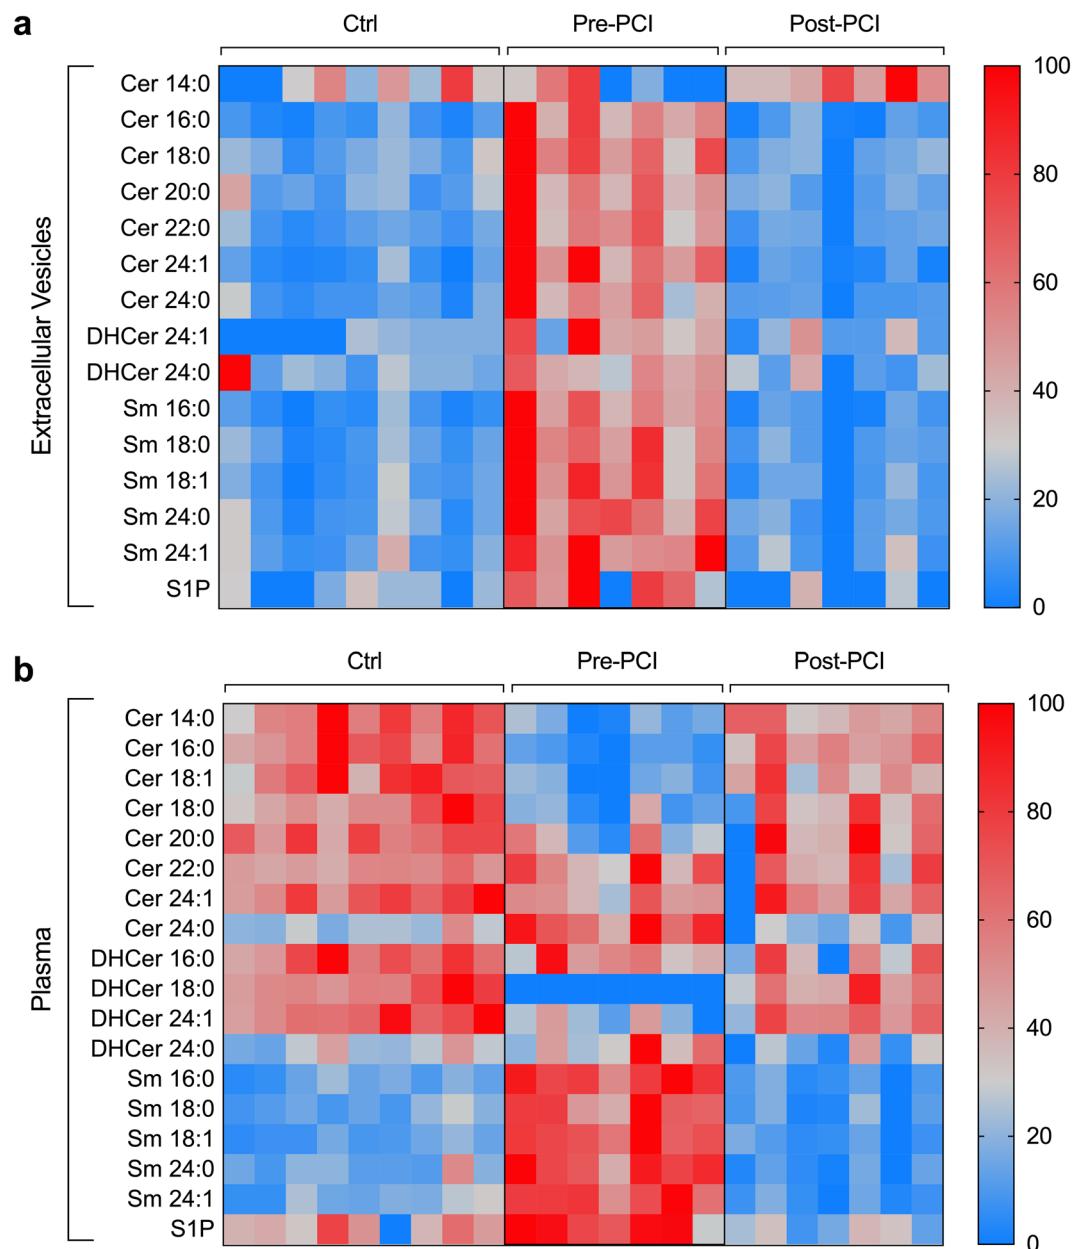 a
Ctrl Pre-PCI Post-PCI
Extracellular Vesicles
Cer 14:0
Cer 16:0
Cer 18:0
Cer 20:0
Cer 22:0
Cer 24:1
Cer 24:0
DHCer 24:1
DHCer 24:0
Sm 16:0
Sm 18:0
Sm 18:1
Sm 24:0
Sm 24:1
S1P
100
80
60
40
20
0
b
Ctrl Pre-PCI Post-PCI
Plasma
Cer 14:0
Cer 16:0
Cer 18:1
Cer 18:0
Cer 20:0
Cer 22:0
Cer 24:1
Cer 24:0
DHCer 16:0
DHCer 18:0
DHCer 24:1
DHCer 24:0
Sm 16:0
Sm 18:0
Sm 18:1
Sm 24:0
Sm 24:1
S1P
100
80
60
40
20
0